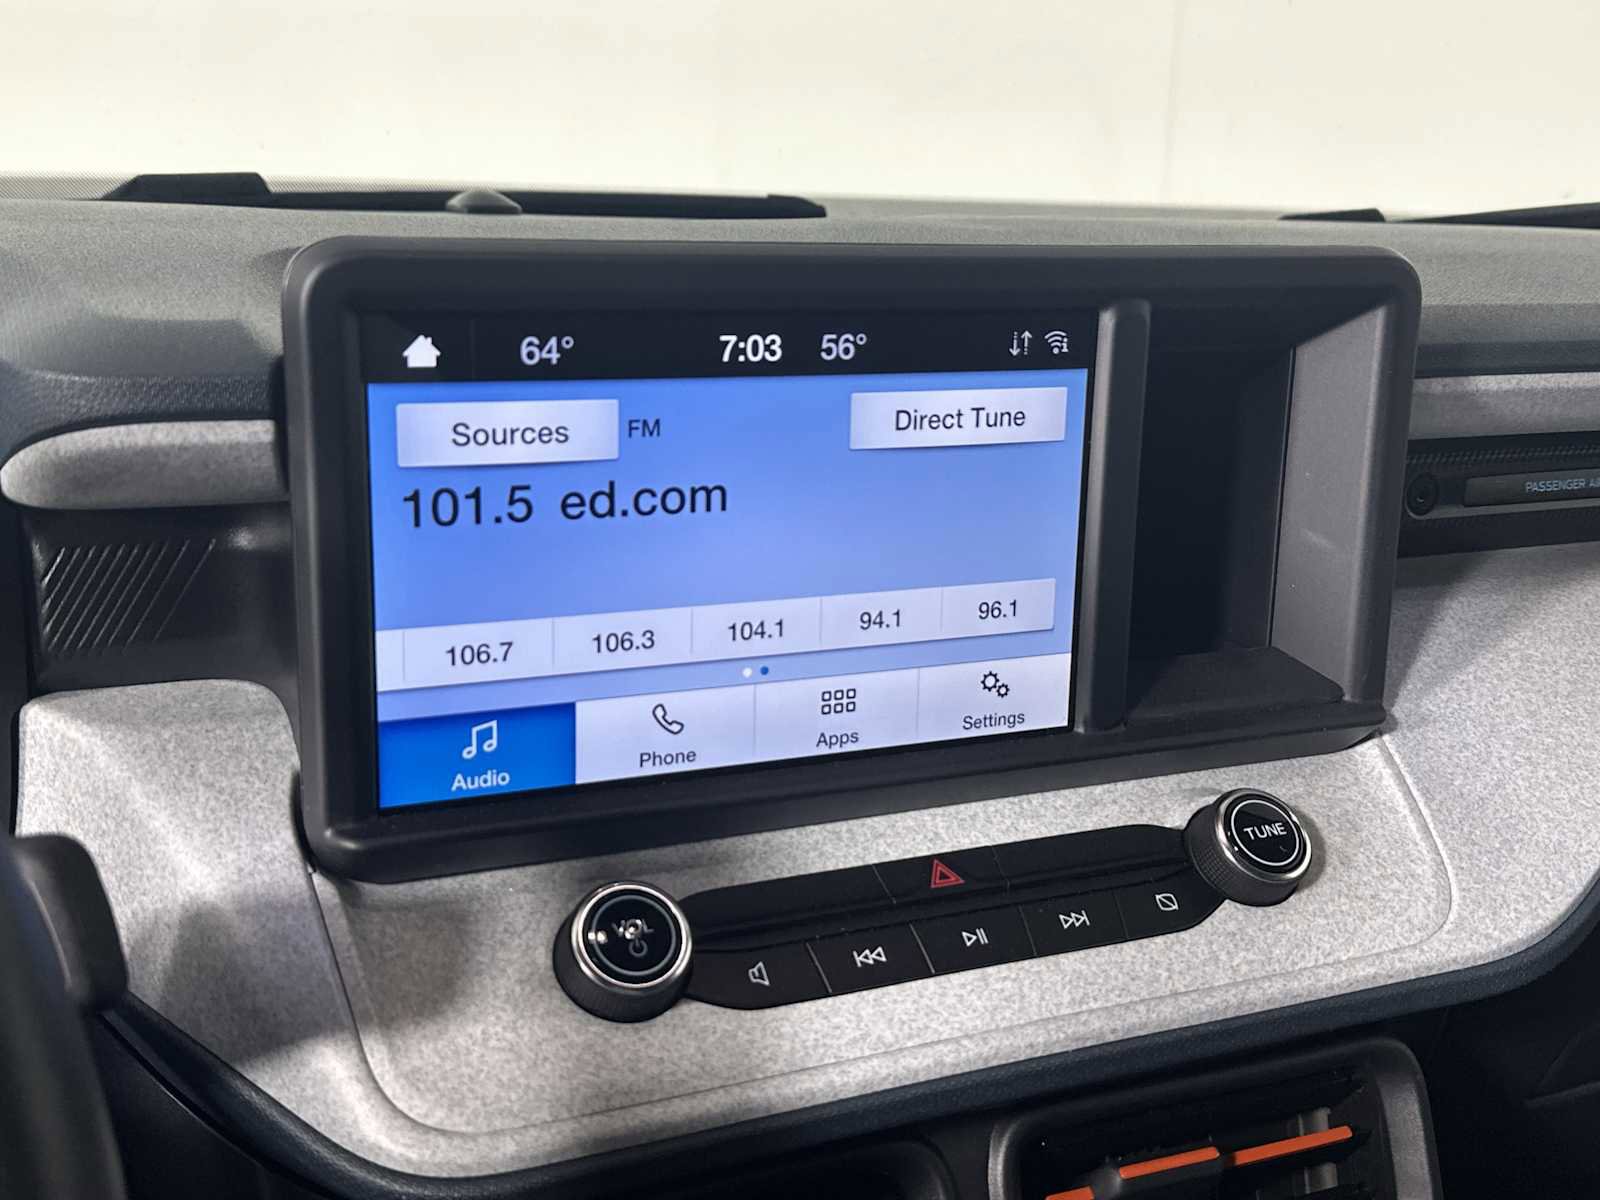 64° 7:03 56°
Sources FM Direct Tune
101.5 ed.com
106.7 106.3 104.1 94.1 96.1
Audio Phone Apps Settings
PASSENGER
VOL
TUNE